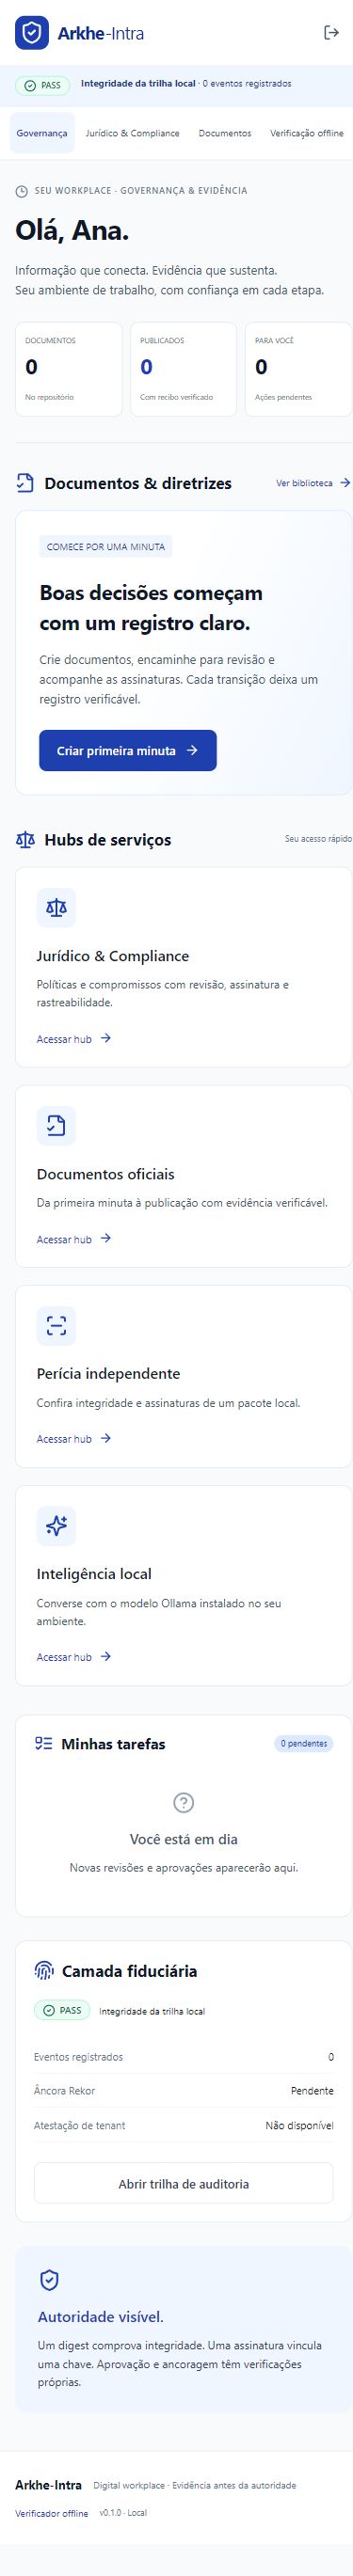 Arkhe-Intra
PASS Integridade da trilha local · 0 eventos registrados
Governança Jurídico & Compliance Documentos Verificação offline
SEU WORKPLACE · GOVERNANÇA & EVIDÊNCIA
Olá, Ana.
Informação que conecta. Evidência que sustenta.
Seu ambiente de trabalho, com confiança em cada etapa.
DOCUMENTOS PUBLICADOS PARA VOCÊ
0 0 0
No repositório Com recibo verificado Ações pendentes
Documentos & diretrizes Ver biblioteca
COMECE POR UMA MINUTA
Boas decisões começam
com um registro claro.
Crie documentos, encaminhe para revisão e
acompanhe as assinaturas. Cada transição deixa um
registro verificável.
Criar primeira minuta
Hubs de serviços Seu acesso rápido
Jurídico & Compliance
Políticas e compromissos com revisão, assinatura e
rastreabilidade.
Acessar hub
Documentos oficiais
Da primeira minuta à publicação com evidência verificável.
Acessar hub
Perícia independente
Confira integridade e assinaturas de um pacote local.
Acessar hub
Inteligência local
Converse com o modelo Ollama instalado no seu
ambiente.
Acessar hub
Minhas tarefas 0 pendentes
Você está em dia
Novas revisões e aprovações aparecerão aqui.
Camada fiduciária
PASS Integridade da trilha local
Eventos registrados 0
Âncora Rekor Pendente
Atestação de tenant Não disponível
Abrir trilha de auditoria
Autoridade visível.
Um digest comprova integridade. Uma assinatura vincula
uma chave. Aprovação e ancoragem têm verificações
próprias.
Arkhe-Intra Digital workplace · Evidência antes da autoridade
Verificador offline v0.1.0 · Local